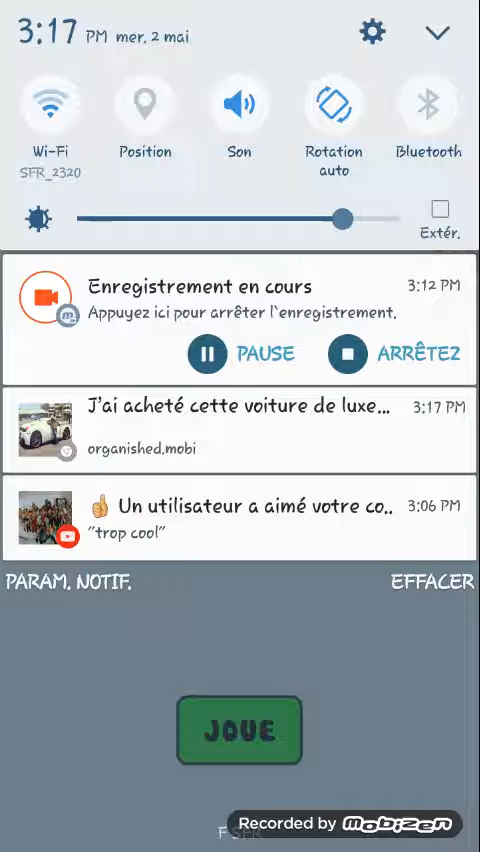 3:17 PM mer. 2 mai
Wi-Fi
SFR_2320
Position
Son
Rotation
auto
Bluetooth
Extér.
Enregistrement en cours 3:12 PM
Appuyez ici pour arrêter l'enregistrement.
PAUSE ARRÊTEZ
J'ai acheté cette voiture de luxe... 3:17 PM
organished.mobi
👍 Un utilisateur a aimé votre co.. 3:06 PM
"trop cool"
PARAM. NOTIF. EFFACER
JOUE
F SFR
Recorded by mobizen